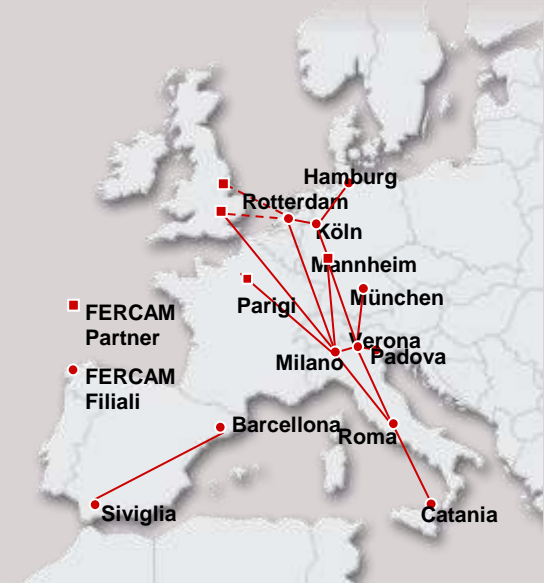 Hamburg
Rotterdam
Köln
Mannheim
München
Parigi
FERCAM
Partner
Verona
Padova
Milano
FERCAM
Filiali
Barcellona
Roma
Siviglia
Catania